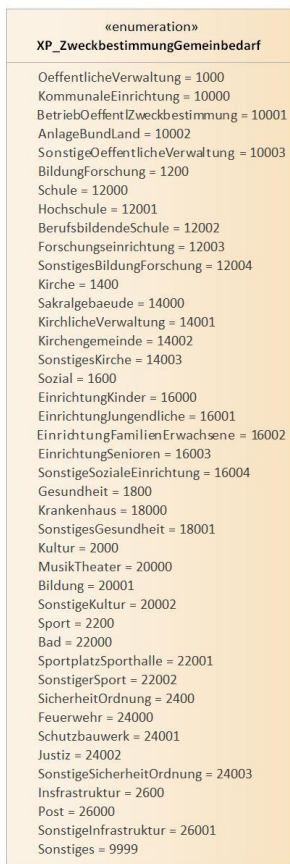 «enumeration»
XP_ZweckbestimmungGemeinbedarf
OeffentlicheVerwaltung = 1000
KommunaleEinrichtung = 10000
BetriebOeffentlZweckbestimmung = 10001
AnlageBundLand = 10002
SonstigeOeffentlicheVerwaltung = 10003
BildungForschung = 1200
Schule = 12000
Hochschule = 12001
BerufsbildendeSchule = 12002
Forschungseinrichtung = 12003
SonstigesBildungForschung = 12004
Kirche = 1400
Sakralgebaeude = 14000
KirchlicheVerwaltung = 14001
Kirchengemeinde = 14002
SonstigesKirche = 14003
Sozial = 1600
EinrichtungKinder = 16000
EinrichtungJungendliche = 16001
EinrichtungFamilienErwachsene = 16002
EinrichtungSenioren = 16003
SonstigeSozialeEinrichtung = 16004
Gesundheit = 1800
Krankenhaus = 18000
SonstigesGesundheit = 18001
Kultur = 2000
MusikTheater = 20000
Bildung = 20001
SonstigeKultur = 20002
Sport = 2200
Bad = 22000
SportplatzSporthalle = 22001
SonstigerSport = 22002
SicherheitOrdnung = 2400
Feuerwehr = 24000
Schutzbauwerk = 24001
Justiz = 24002
SonstigeSicherheitOrdnung = 24003
Insfrastruktur = 2600
Post = 26000
SonstigeInfrastruktur = 26001
Sonstiges = 9999